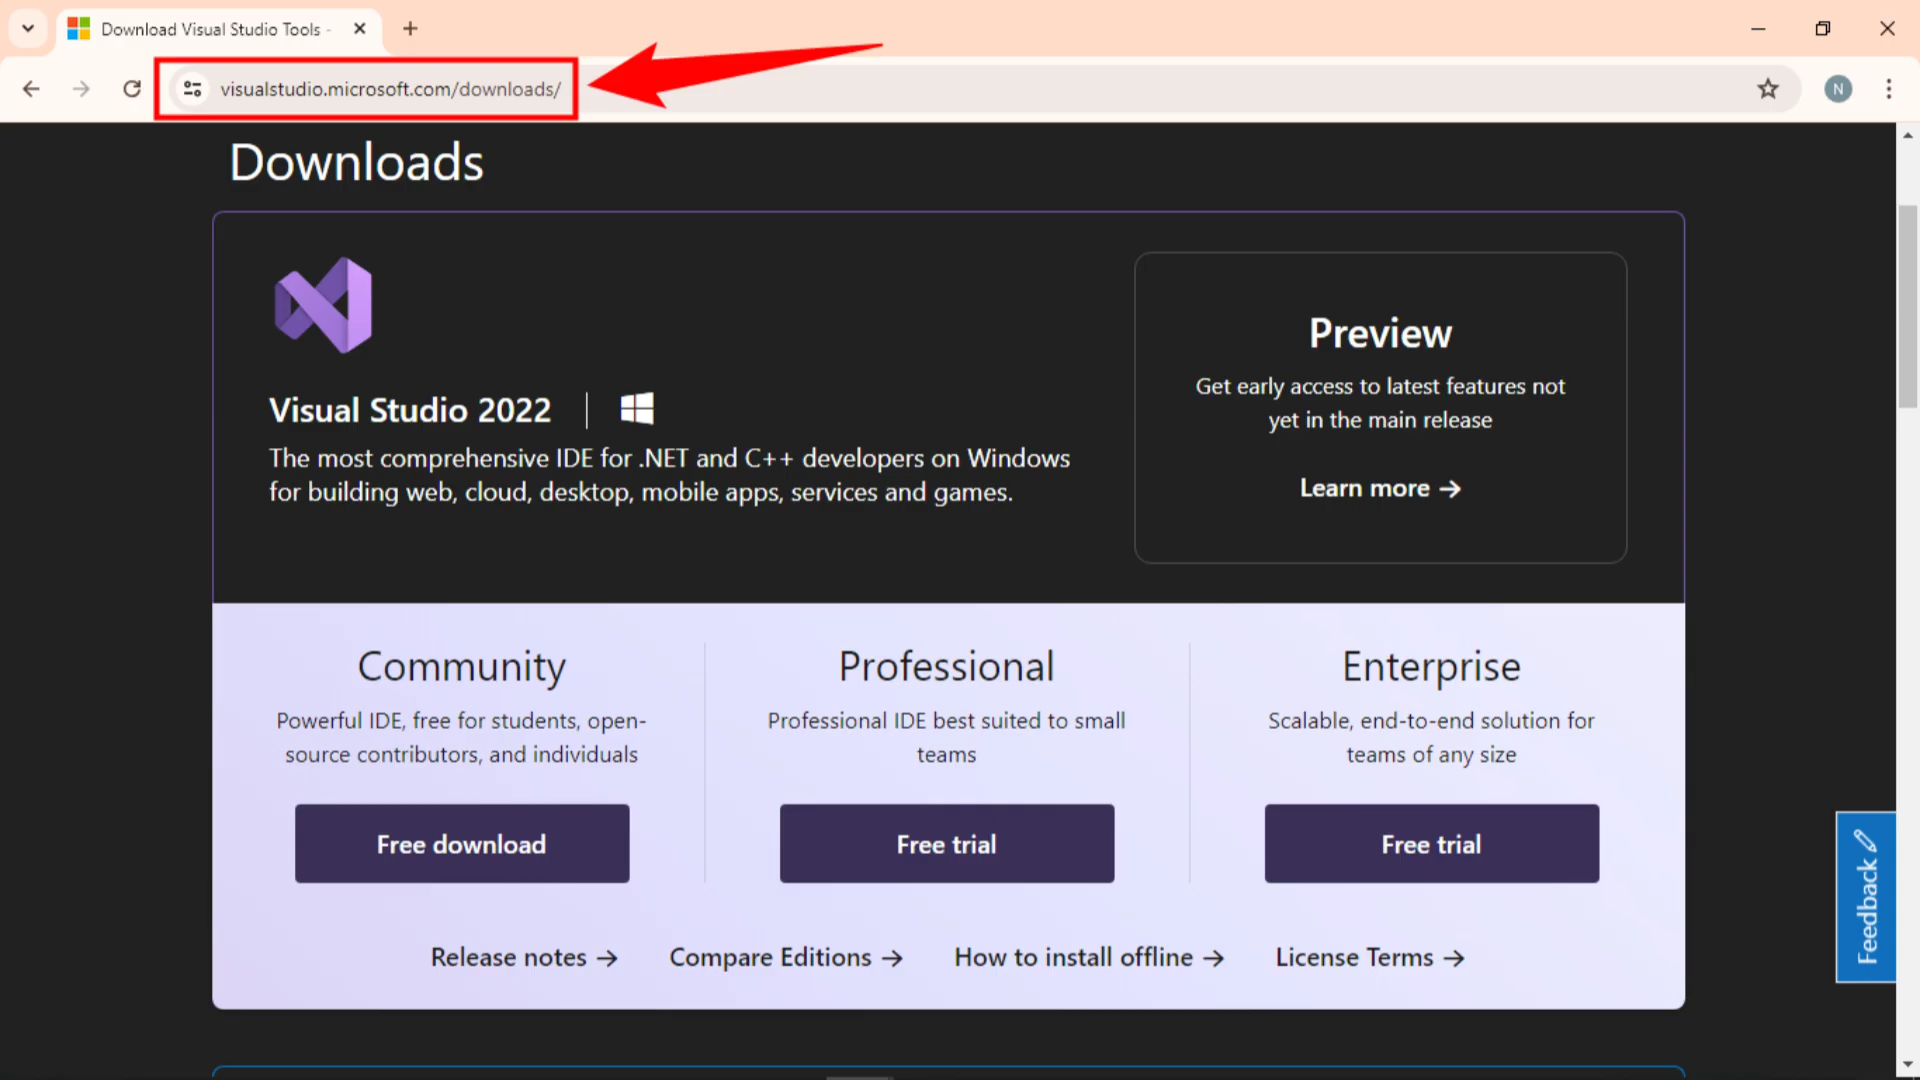 Download Visual Studio Tools -
visualstudio.microsoft.com/downloads/
N
Downloads
Visual Studio 2022
The most comprehensive IDE for .NET and C++ developers on Windows
for building web, cloud, desktop, mobile apps, services and games.
Preview
Get early access to latest features not
yet in the main release
Learn more →
Community
Powerful IDE, free for students, open-
source contributors, and individuals
Free download
Professional
Professional IDE best suited to small
teams
Free trial
Enterprise
Scalable, end-to-end solution for
teams of any size
Free trial
Release notes →
Compare Editions →
How to install offline →
License Terms →
Feedback